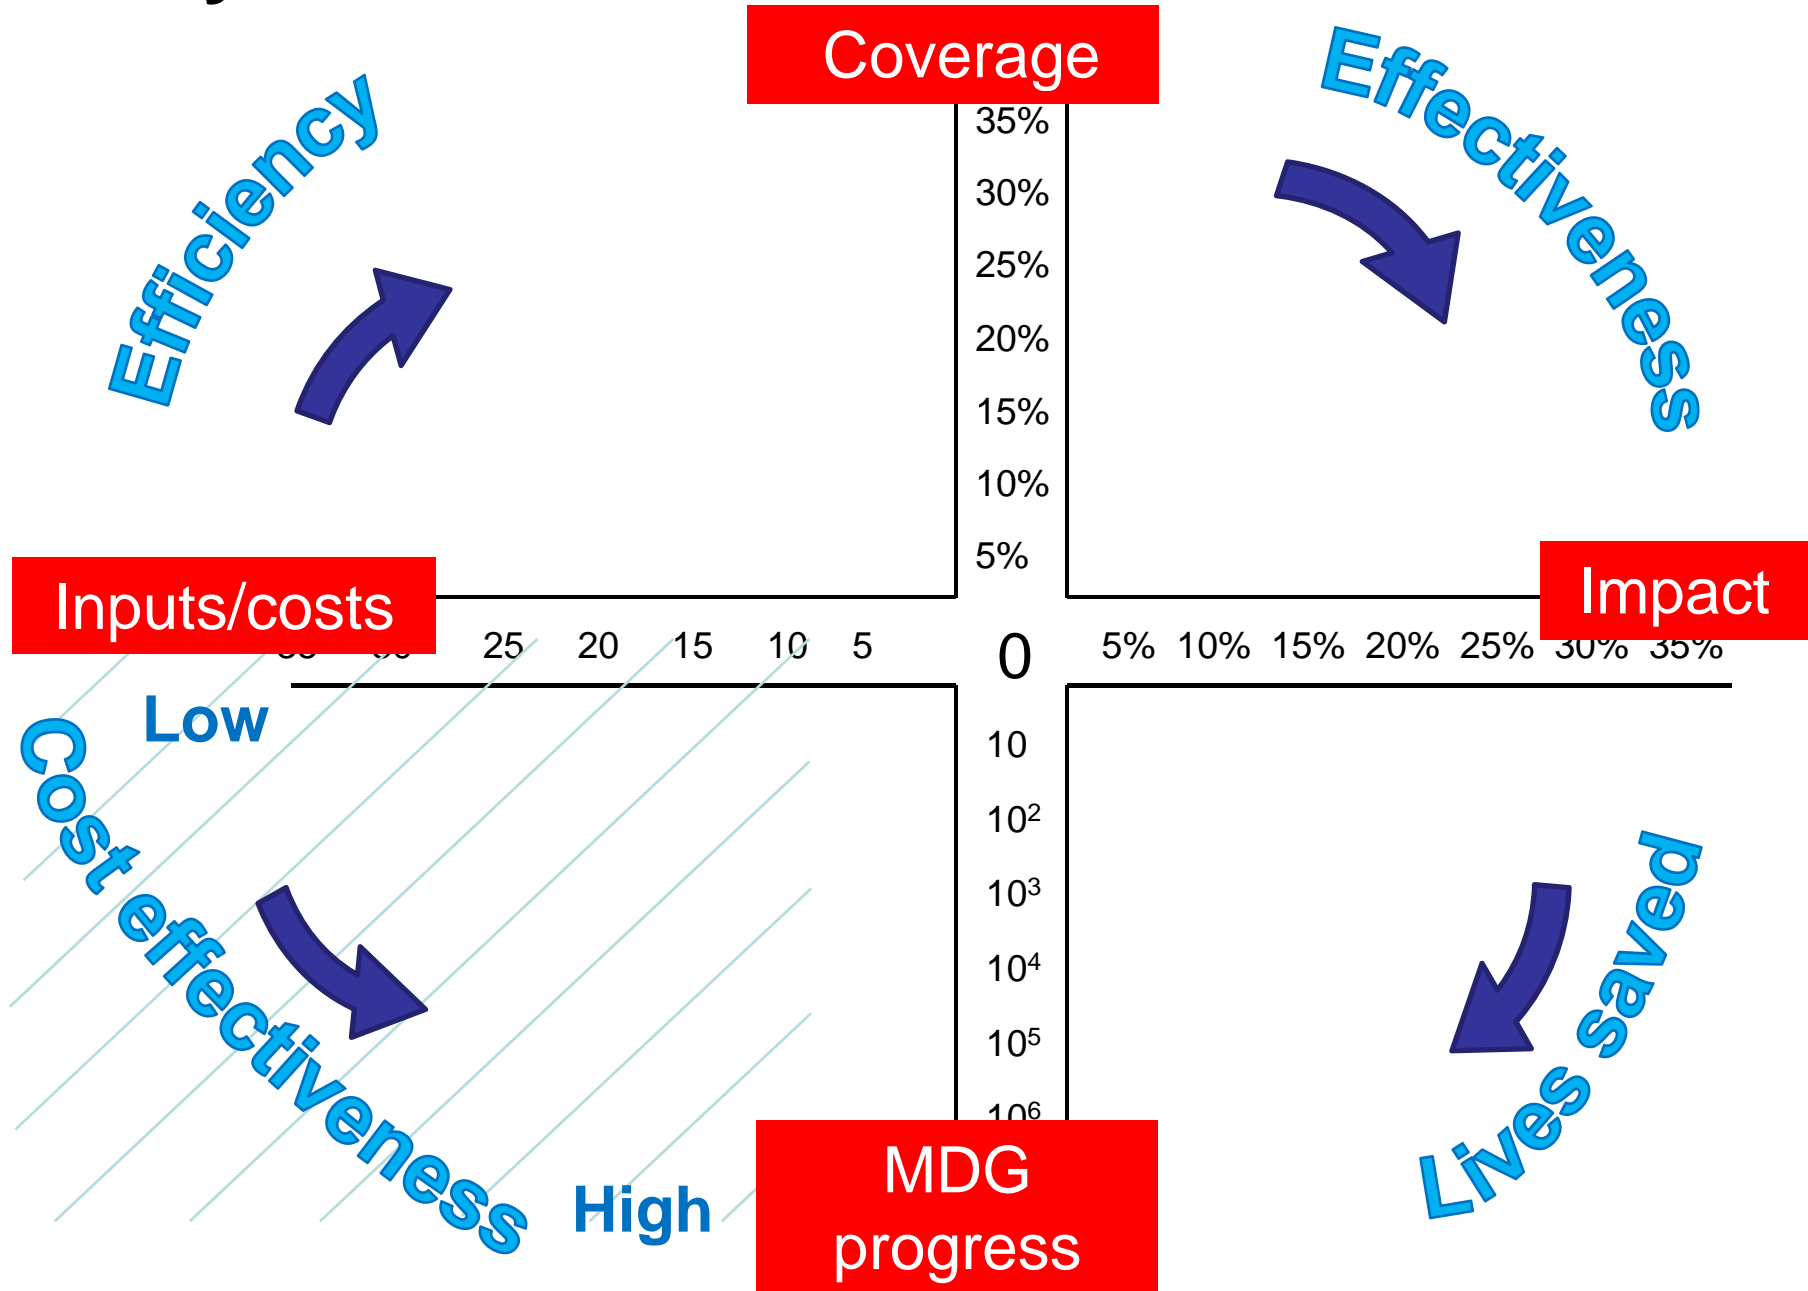 Coverage
Efficiency
Effectiveness
35%
30%
25%
20%
15%
10%
5%
Inputs/costs
Impact
25 20 15 10 5 0 5% 10% 15% 20% 25% 30% 35%
Low
10
10²
10³
10⁴
10⁵
10⁶
Cost effectiveness
Lives saved
High
MDG
progress